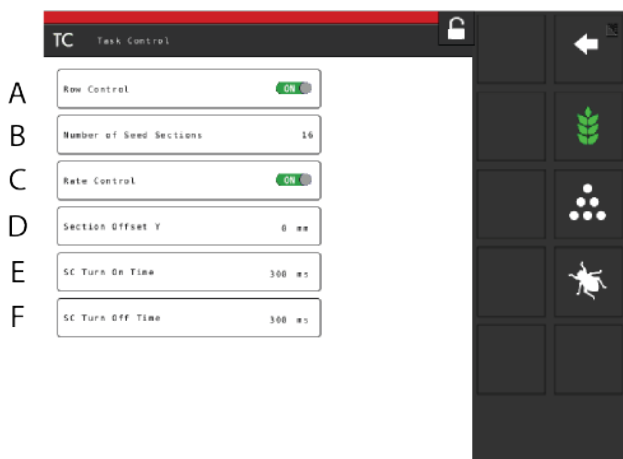 TC Task Control
A Row Control ON
B Number of Seed Sections 16
C Rate Control ON
D Section Offset Y 0 mm
E SC Turn On Time 300 ms
F SC Turn Off Time 300 ms